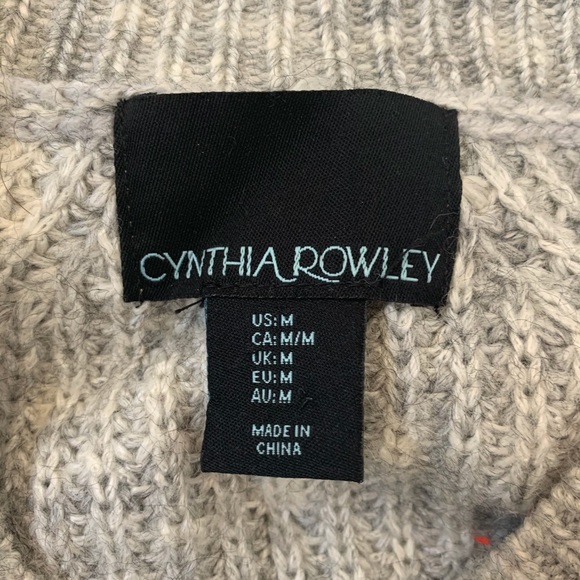 CYNTHIA ROWLEY
US: M
CA: M/M
UK: M
EU: M
AU: M
MADE IN
CHINA